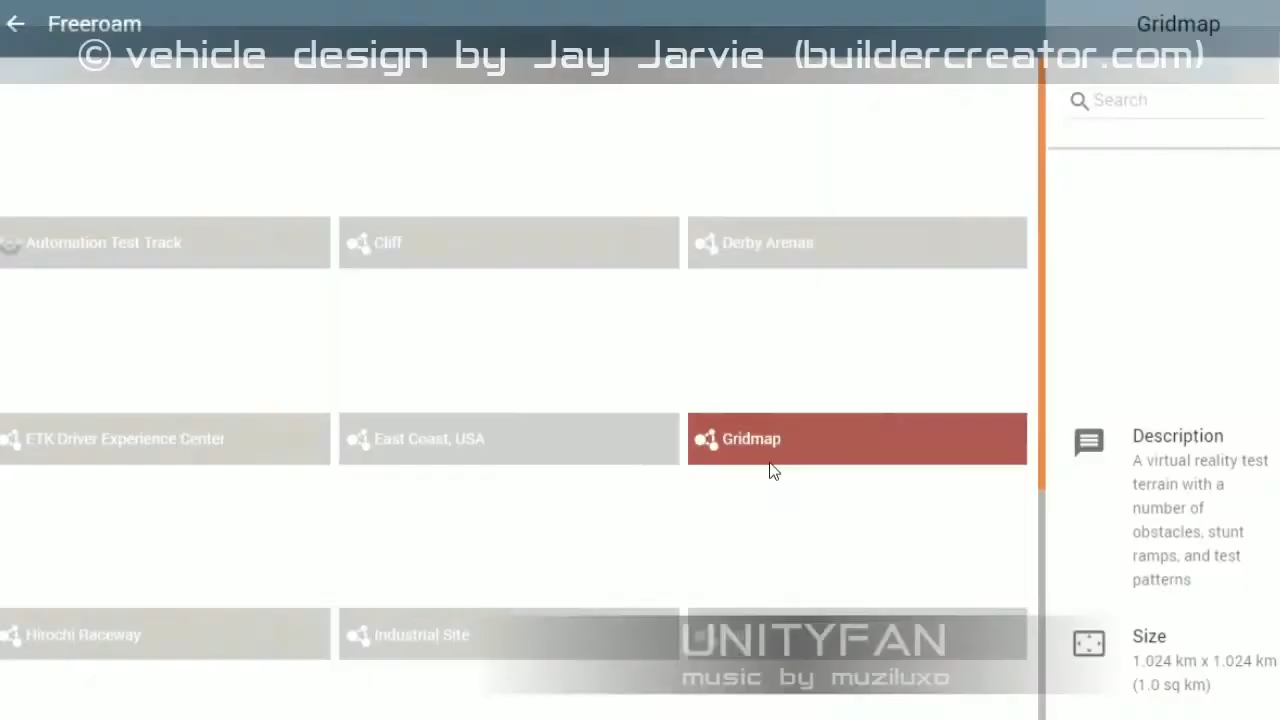 Freeroam
Gridmap
© vehicle design by Jay Jarvie (buildercreator.com)
Search
Automation Test Track
Cliff
Derby Arenas
ETK Driver Experience Center
East Coast, USA
Gridmap
Description
A virtual reality test
terrain with a
number of
obstacles, stunt
ramps, and test
patterns
Hirochi Raceway
Industrial Site
UNITYFAN
music by muziluxo
Size
1.024 km x 1.024 km
(1.0 sq km)